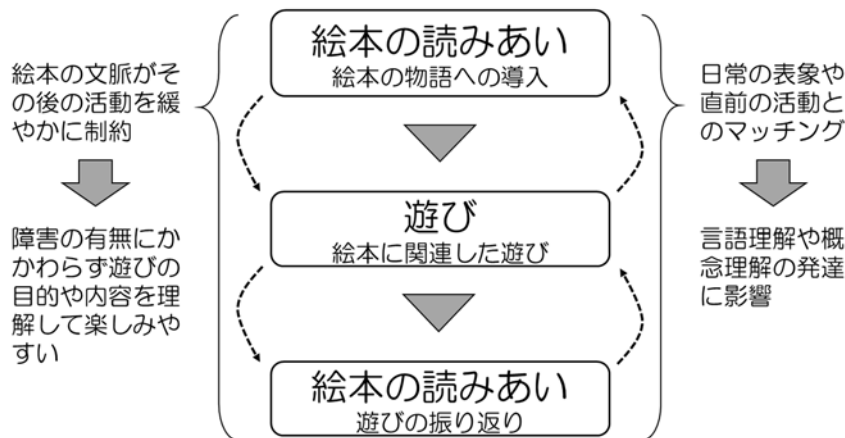 絵本の文脈がそ
の後の活動を緩
やかに制約
障害の有無にか
かわらず遊びの
目的や内容を理
解して楽しみや
すい
絵本の読みあい
絵本の物語への導入
遊び
絵本に関連した遊び
絵本の読みあい
遊びの振り返り
日常の表象や
直前の活動と
のマッチング
言語理解や概
念理解の発達
に影響